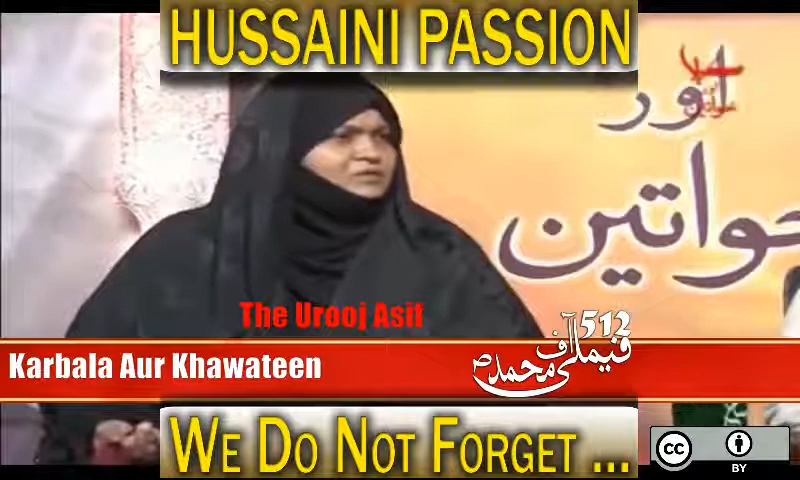 HUSSAINI PASSION
اور
خواتین
The Urooj Asif
512
Karbala Aur Khawateen
فیملی آف محمد ص
WE DO NOT FORGET ...
CC
BY